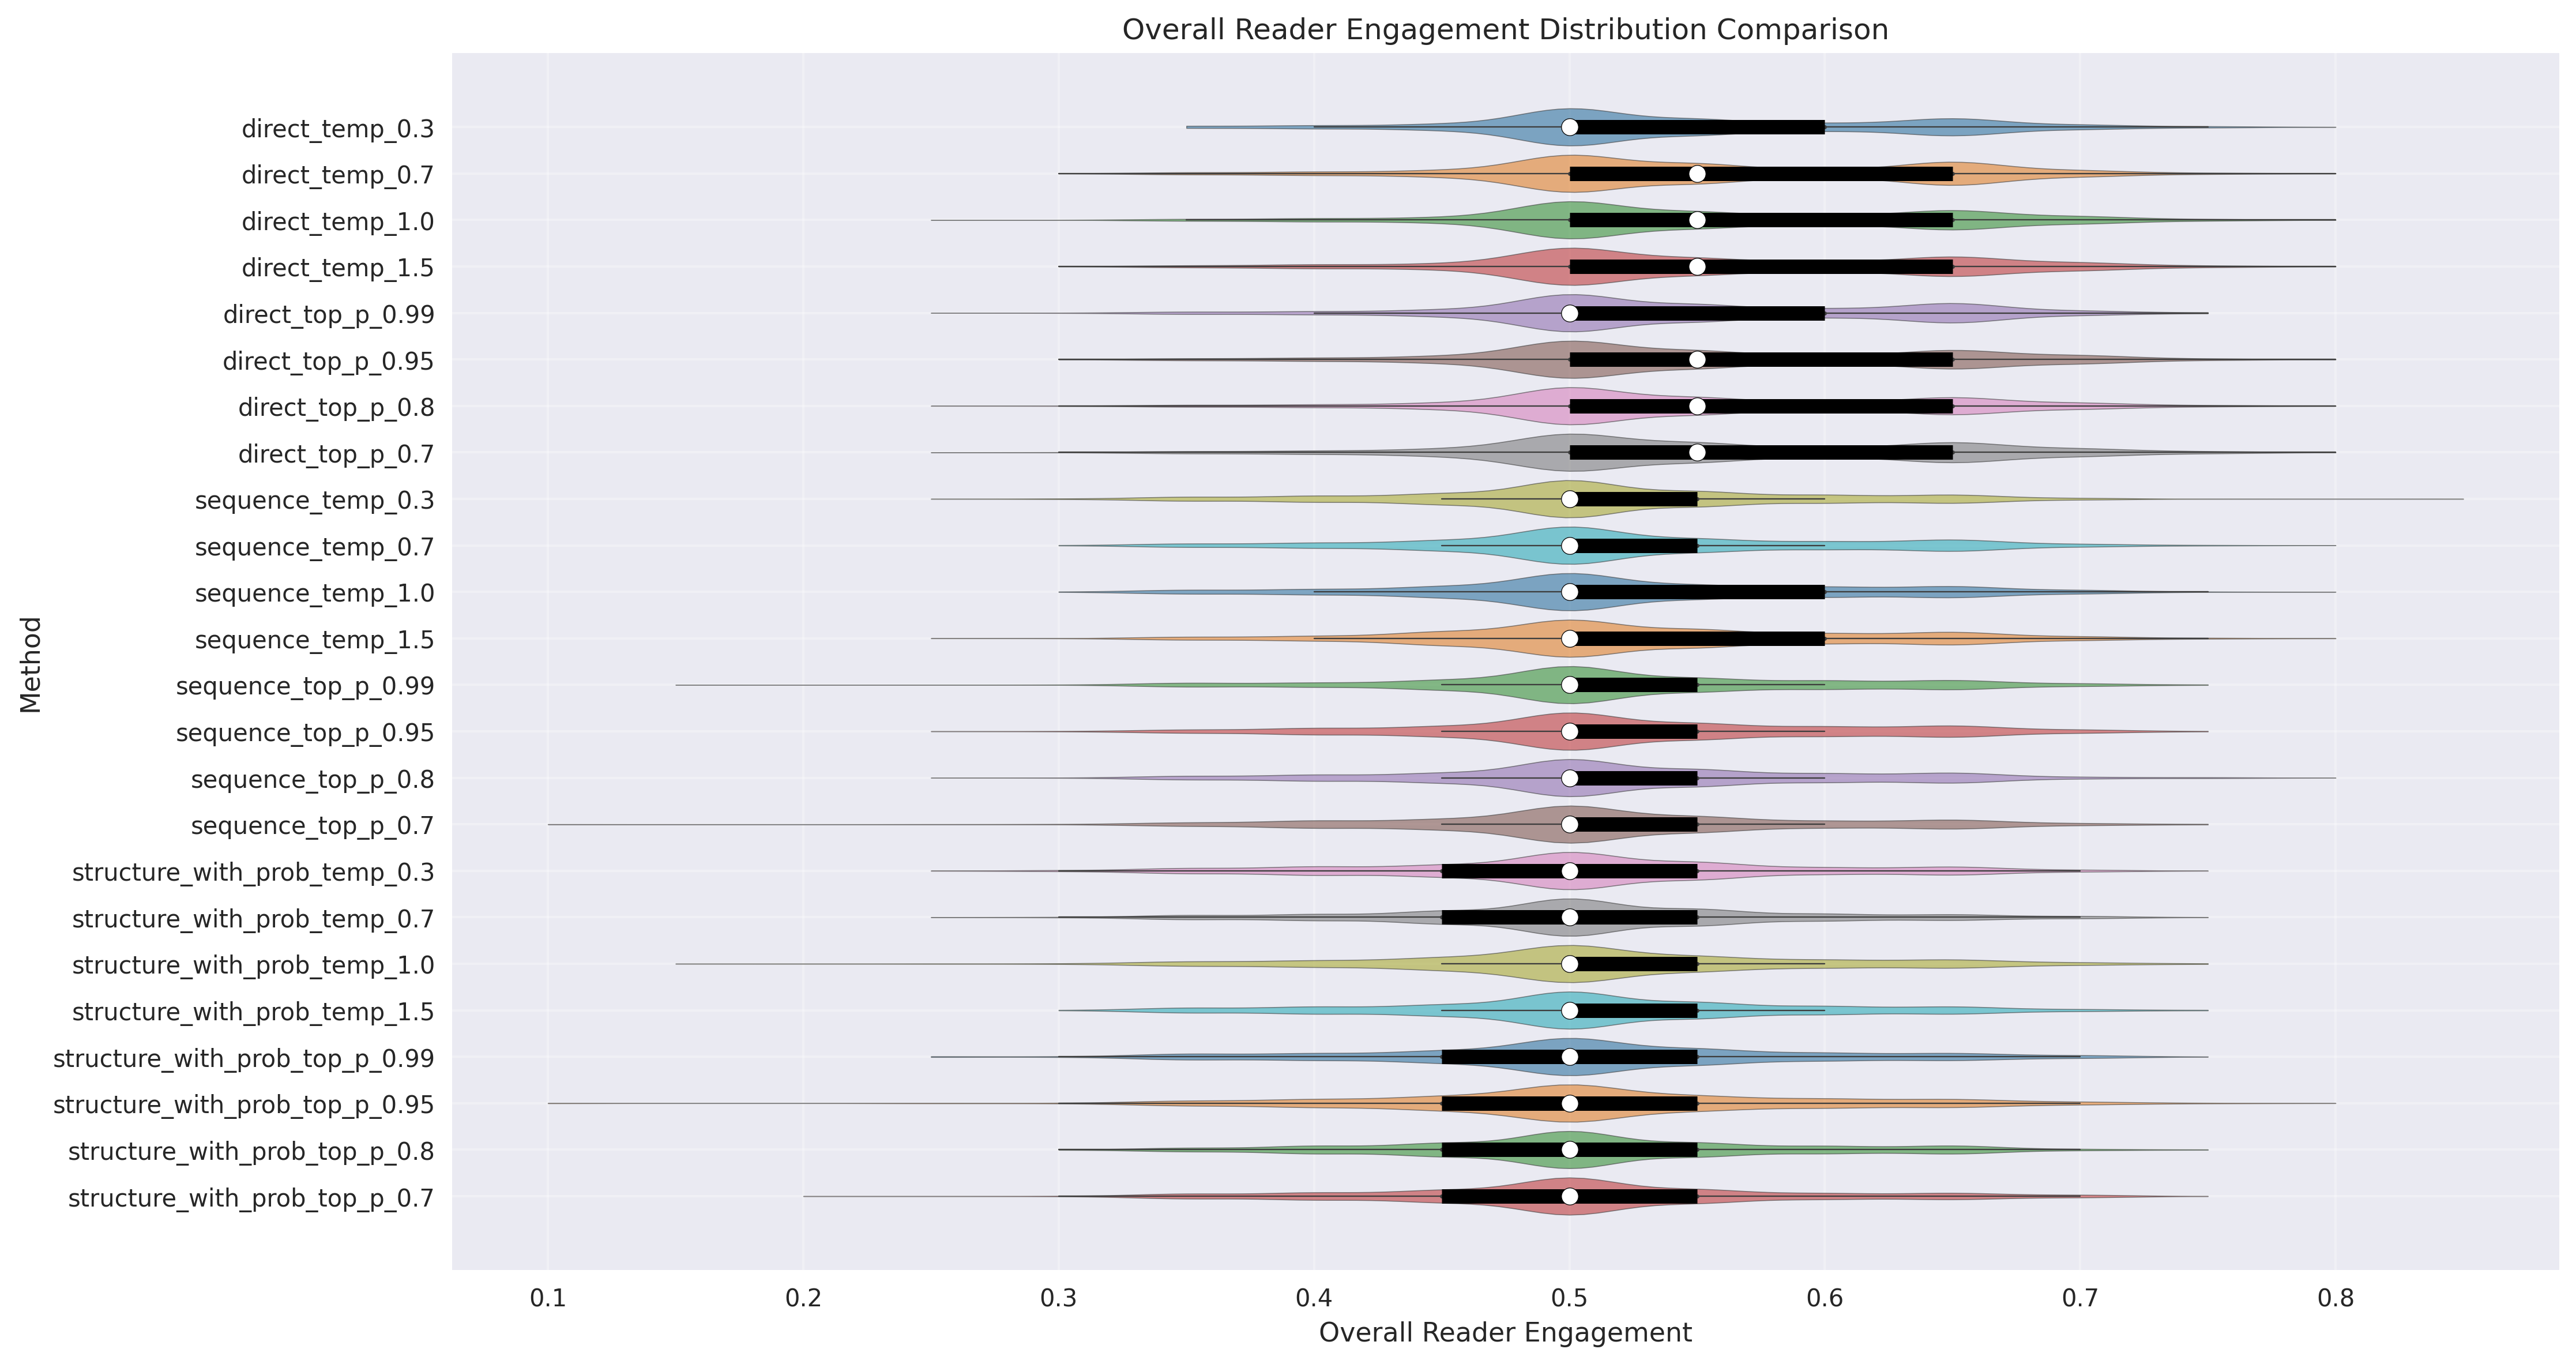 Overall Reader Engagement Distribution Comparison
Method
direct_temp_0.3
direct_temp_0.7
direct_temp_1.0
direct_temp_1.5
direct_top_p_0.99
direct_top_p_0.95
direct_top_p_0.8
direct_top_p_0.7
sequence_temp_0.3
sequence_temp_0.7
sequence_temp_1.0
sequence_temp_1.5
sequence_top_p_0.99
sequence_top_p_0.95
sequence_top_p_0.8
sequence_top_p_0.7
structure_with_prob_temp_0.3
structure_with_prob_temp_0.7
structure_with_prob_temp_1.0
structure_with_prob_temp_1.5
structure_with_prob_top_p_0.99
structure_with_prob_top_p_0.95
structure_with_prob_top_p_0.8
structure_with_prob_top_p_0.7
0.1 0.2 0.3 0.4 0.5 0.6 0.7 0.8
Overall Reader Engagement